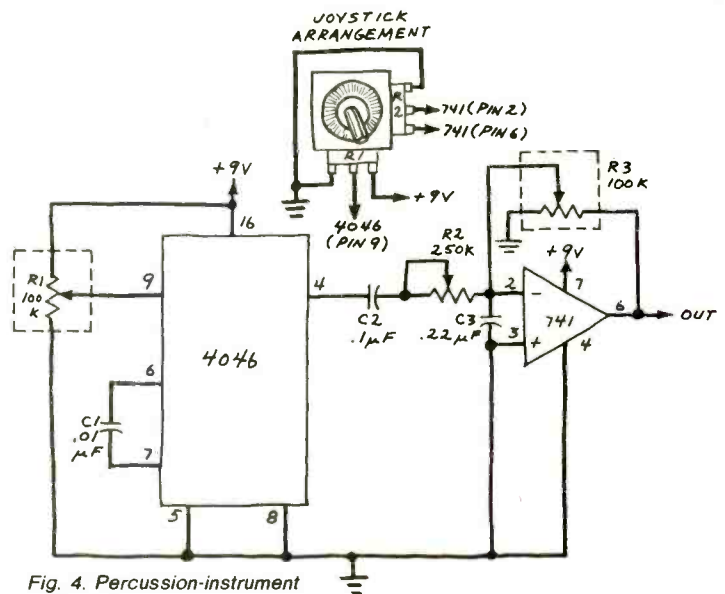 JOYSTICK
ARRANGEMENT
R
2
741 (PIN 2)
741 (PIN 6)
R1
+9V
4046
(PIN 9)
+9V
16
R1
100
K
9
4
6
7
C1
.01
μF
4046
5
8
C2
.1μF
R2
250K
C3
.22μF
R3
100K
+9V
2
7
3
741
6
4
OUT
-
+
Fig. 4. Percussion-instrument